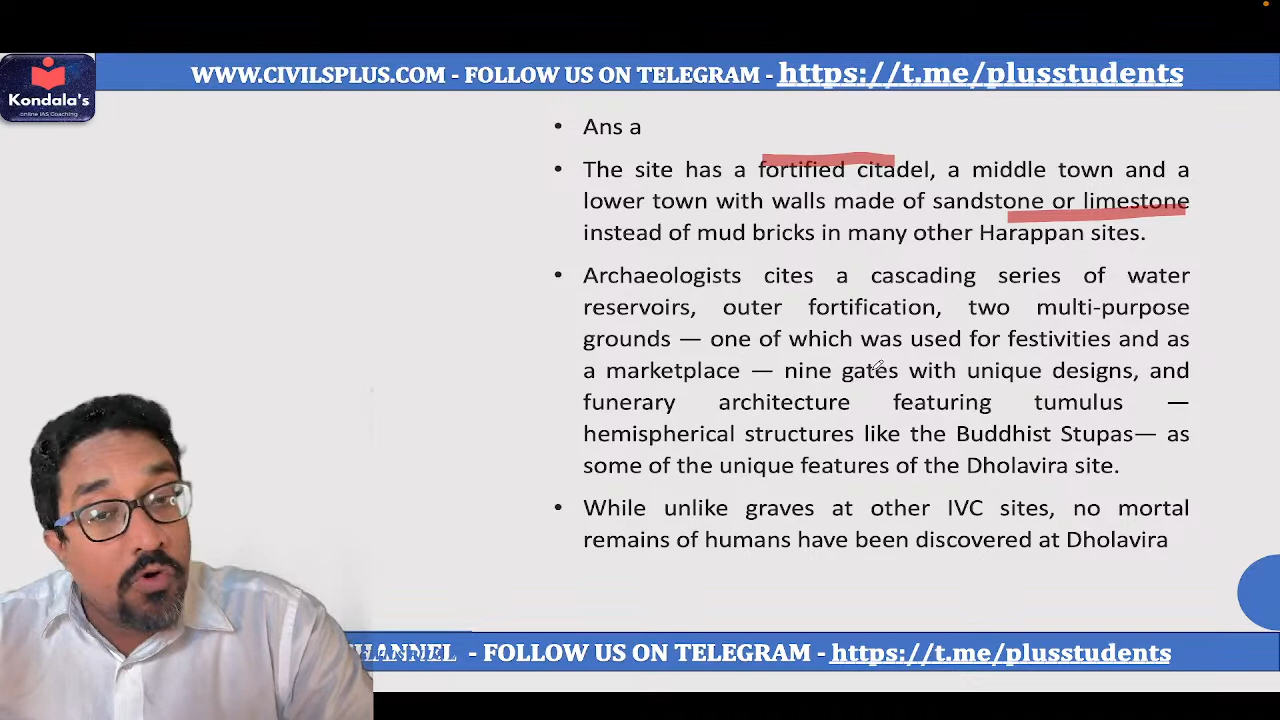 WWW.CIVILSPLUS.COM - FOLLOW US ON TELEGRAM - https://t.me/plusstudents
Kondala's
online IAS Coaching
• Ans a
• The site has a fortified citadel, a middle town and a
lower town with walls made of sandstone or limestone
instead of mud bricks in many other Harappan sites.
• Archaeologists cites a cascading series of water
reservoirs, outer fortification, two multi-purpose
grounds — one of which was used for festivities and as
a marketplace — nine gates with unique designs, and
funerary architecture featuring tumulus —
hemispherical structures like the Buddhist Stupas— as
some of the unique features of the Dholavira site.
• While unlike graves at other IVC sites, no mortal
remains of humans have been discovered at Dholavira
- FOLLOW US ON TELEGRAM - https://t.me/plusstudents